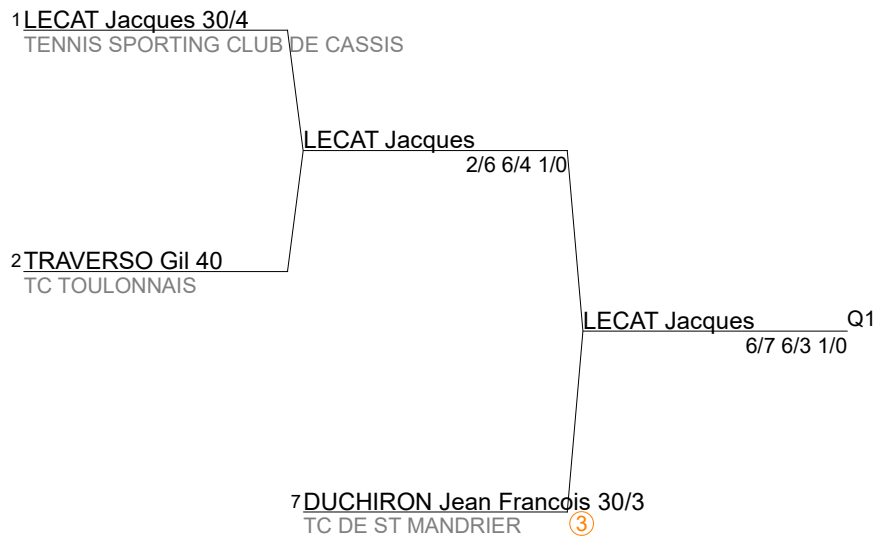 1 LECAT Jacques 30/4
TENNIS SPORTING CLUB DE CASSIS
LECAT Jacques
2/6 6/4 1/0
2 TRAVERSO Gil 40
TC TOULONNAIS
LECAT Jacques Q1
6/7 6/3 1/0
7 DUCHIRON Jean Francois 30/3
TC DE ST MANDRIER 3